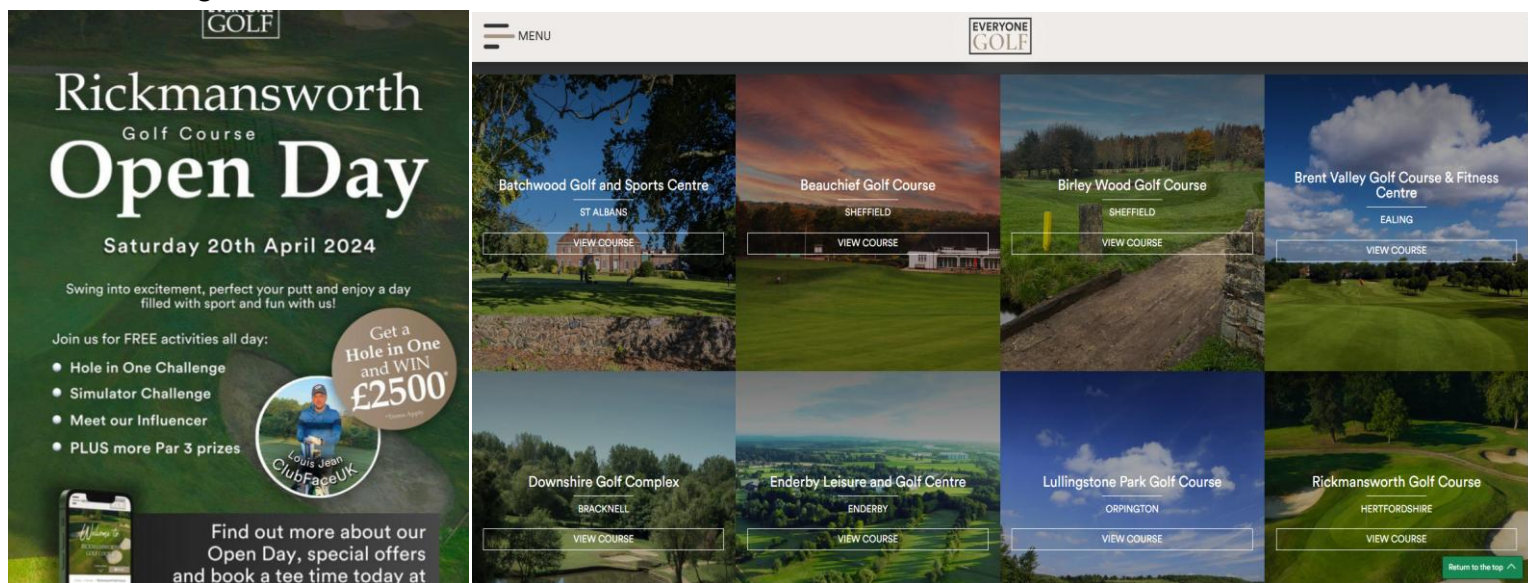 EVERYONE
GOLF
Rickmansworth
Golf Course
Open Day
Saturday 20th April 2024
Swing into excitement, perfect your putt and enjoy a day
filled with sport and fun with us!
Join us for FREE activities all day:
Hole in One Challenge
Simulator Challenge
Meet our Influencer
PLUS more Par 3 prizes
Get a
Hole in One
and WIN
£2500*
*Terms Apply
Louis Jean
ClubFaceUK
Welcome to
Find out more about our
Open Day, special offers
and book a tee time today at
MENU
EVERYONE
GOLF
Batchwood Golf and Sports Centre
ST ALBANS
VIEW COURSE
Beauchief Golf Course
SHEFFIELD
VIEW COURSE
Birley Wood Golf Course
SHEFFIELD
VIEW COURSE
Brent Valley Golf Course & Fitness
Centre
EALING
VIEW COURSE
Downshire Golf Complex
BRACKNELL
VIEW COURSE
Enderby Leisure and Golf Centre
ENDERBY
VIEW COURSE
Lullingstone Park Golf Course
ORPINGTON
VIEW COURSE
Rickmansworth Golf Course
HERTFORDSHIRE
VIEW COURSE
Return to the top